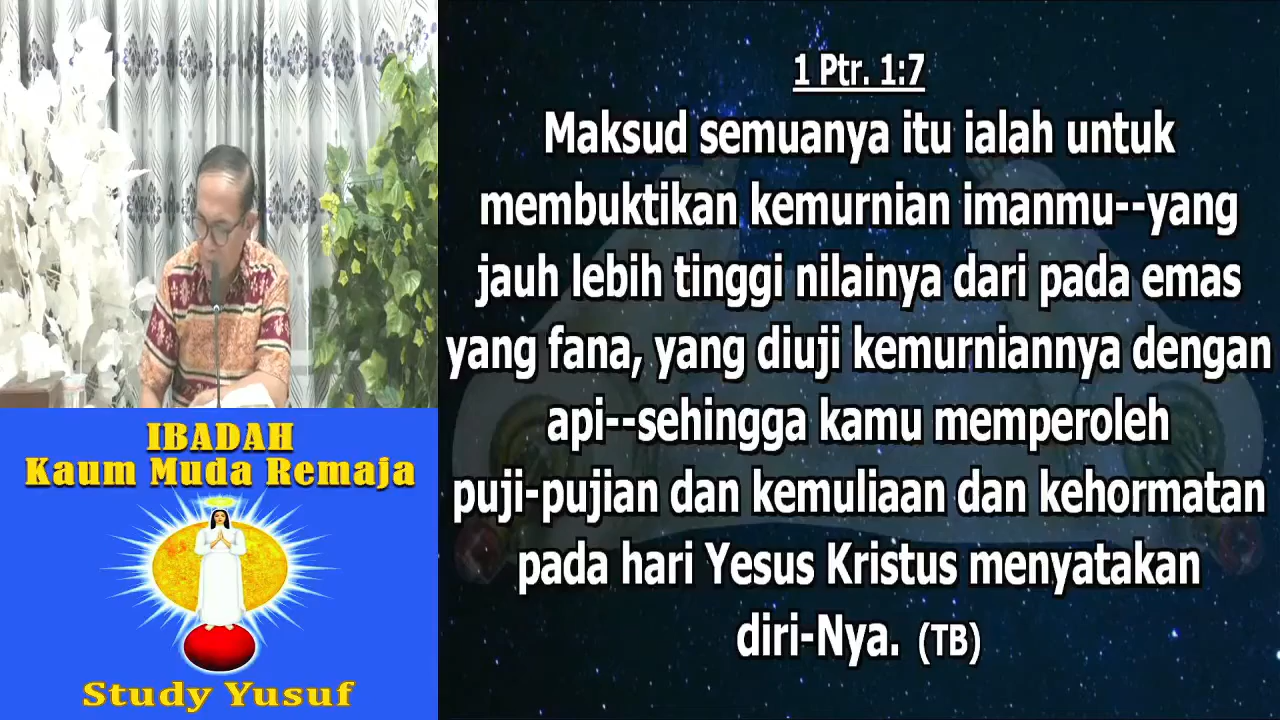 IBADAH
Kaum Muda Remaja
Study Yusuf
1 Ptr. 1:7
Maksud semuanya itu ialah untuk
membuktikan kemurnian imanmu--yang
jauh lebih tinggi nilainya dari pada emas
yang fana, yang diuji kemurniannya dengan
api--sehingga kamu memperoleh
puji-pujian dan kemuliaan dan kehormatan
pada hari Yesus Kristus menyatakan
diri-Nya. (TB)